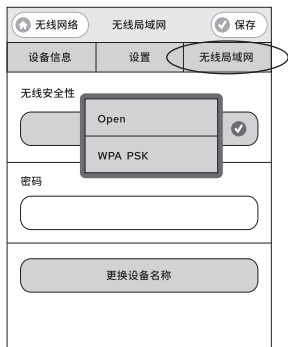 无线网络 无线局域网 保存
设备信息 设置 无线局域网
无线安全性
Open
WPA PSK
密码
更换设备名称